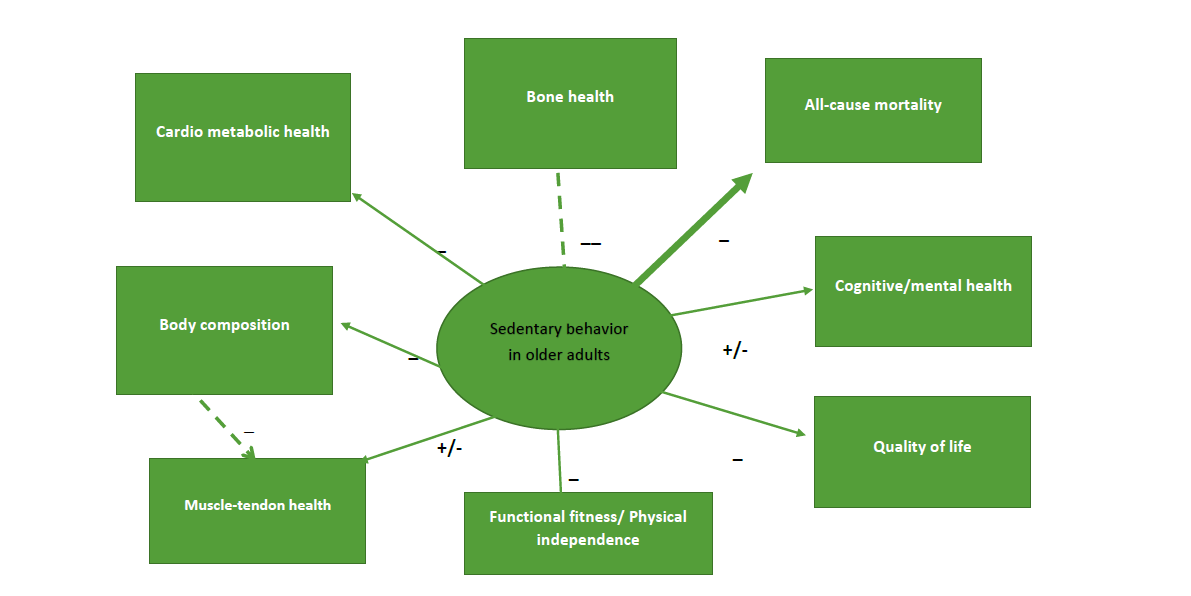 Bone health
All-cause mortality
Cardio metabolic health
–
––
–
Cognitive/mental health
Body composition
Sedentary behavior
in older adults
–
+/-
–
+/-
Quality of life
–
–
Muscle-tendon health
Functional fitness/ Physical
independence